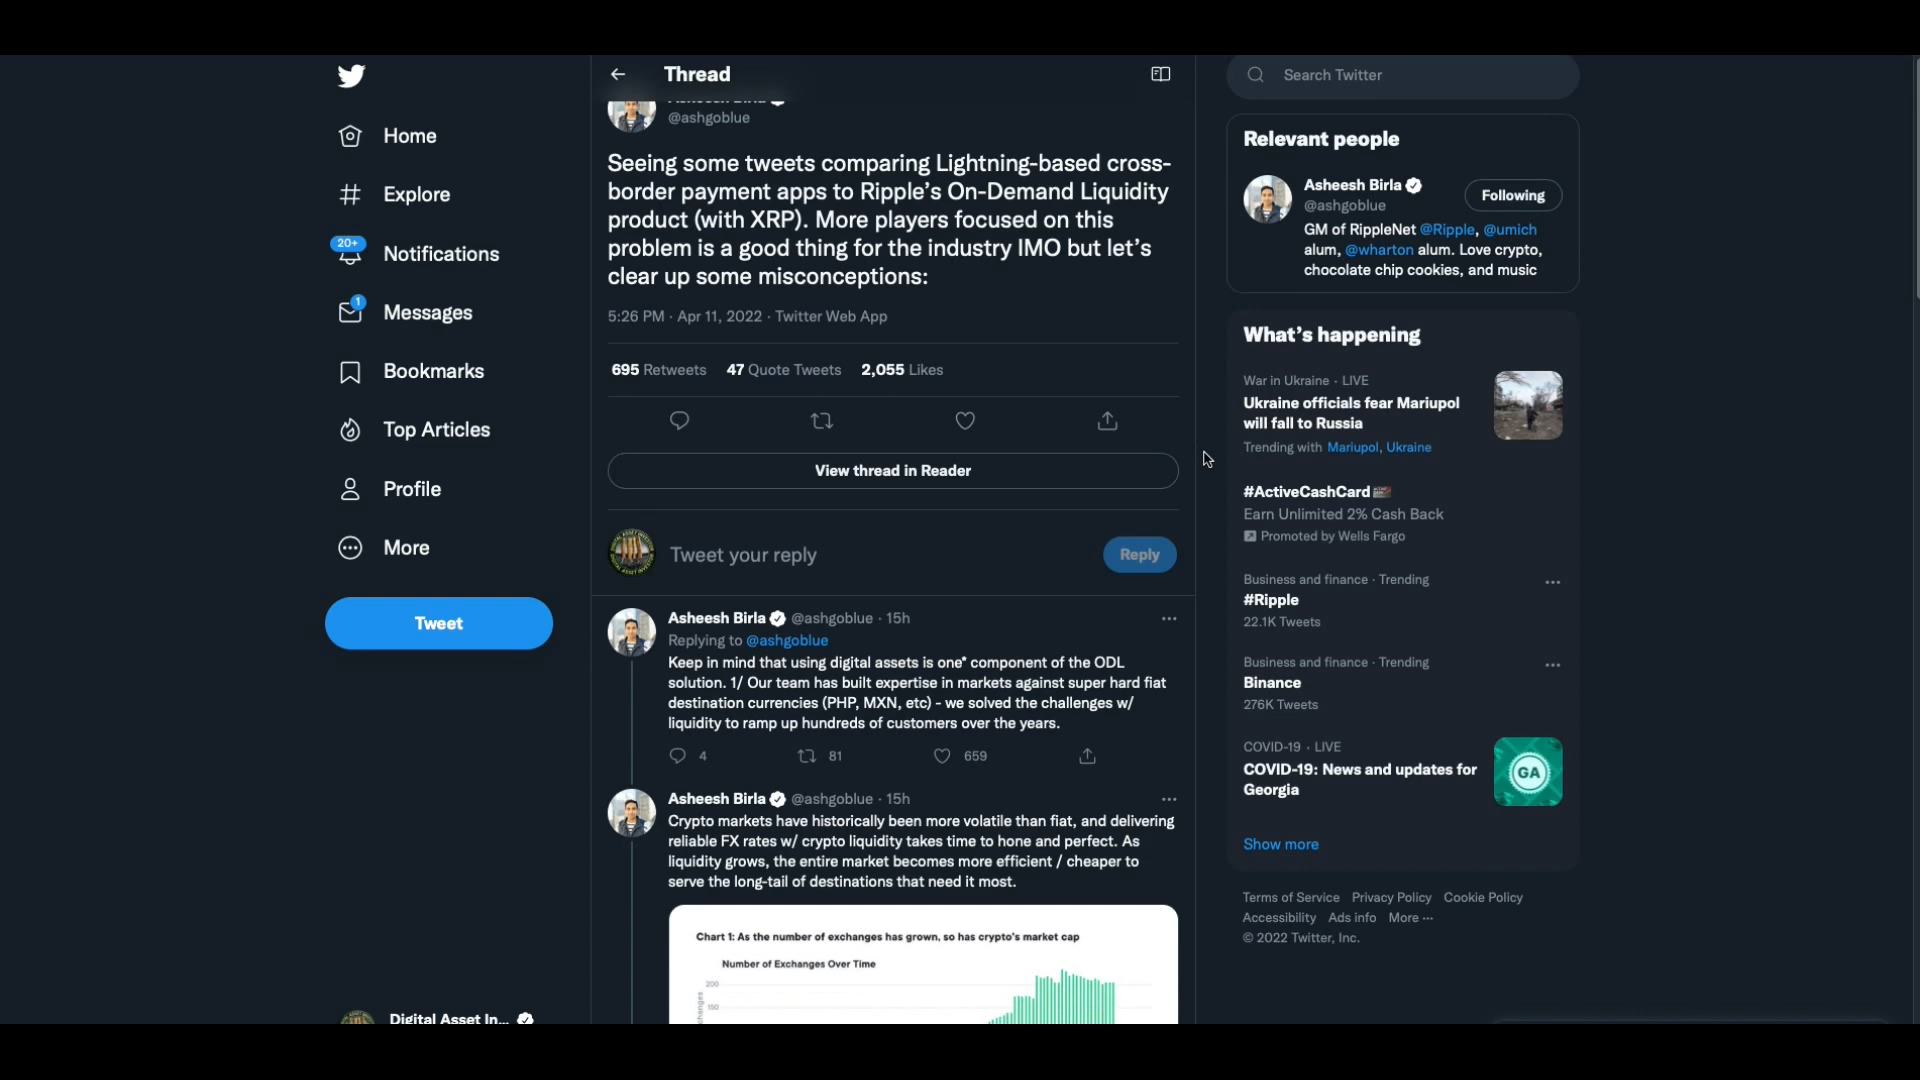 Home
Explore
20+
Notifications
1
Messages
Bookmarks
Top Articles
Profile
More
Tweet
Digital Asset In...
Thread
@ashgoblue
Seeing some tweets comparing Lightning-based cross-
border payment apps to Ripple’s On-Demand Liquidity
product (with XRP). More players focused on this
problem is a good thing for the industry IMO but let’s
clear up some misconceptions:
5:26 PM · Apr 11, 2022 · Twitter Web App
695 Retweets 47 Quote Tweets 2,055 Likes
View thread in Reader
Tweet your reply
Reply
Asheesh Birla @ashgoblue · 15h
Replying to @ashgoblue
Keep in mind that using digital assets is one* component of the ODL
solution. 1/ Our team has built expertise in markets against super hard fiat
destination currencies (PHP, MXN, etc) - we solved the challenges w/
liquidity to ramp up hundreds of customers over the years.
4 81 659
Asheesh Birla @ashgoblue · 15h
Crypto markets have historically been more volatile than fiat, and delivering
reliable FX rates w/ crypto liquidity takes time to hone and perfect. As
liquidity grows, the entire market becomes more efficient / cheaper to
serve the long-tail of destinations that need it most.
Chart 1: As the number of exchanges has grown, so has crypto's market cap
Number of Exchanges Over Time
200
150
Search Twitter
Relevant people
Asheesh Birla
@ashgoblue
Following
GM of RippleNet @Ripple, @umich
alum, @wharton alum. Love crypto,
chocolate chip cookies, and music
What’s happening
War in Ukraine · LIVE
Ukraine officials fear Mariupol
will fall to Russia
Trending with Mariupol, Ukraine
#ActiveCashCard
Earn Unlimited 2% Cash Back
Promoted by Wells Fargo
Business and finance · Trending
#Ripple
22.1K Tweets
Business and finance · Trending
Binance
276K Tweets
COVID-19 · LIVE
COVID-19: News and updates for
Georgia
GA
Show more
Terms of Service Privacy Policy Cookie Policy
Accessibility Ads info More ···
© 2022 Twitter, Inc.